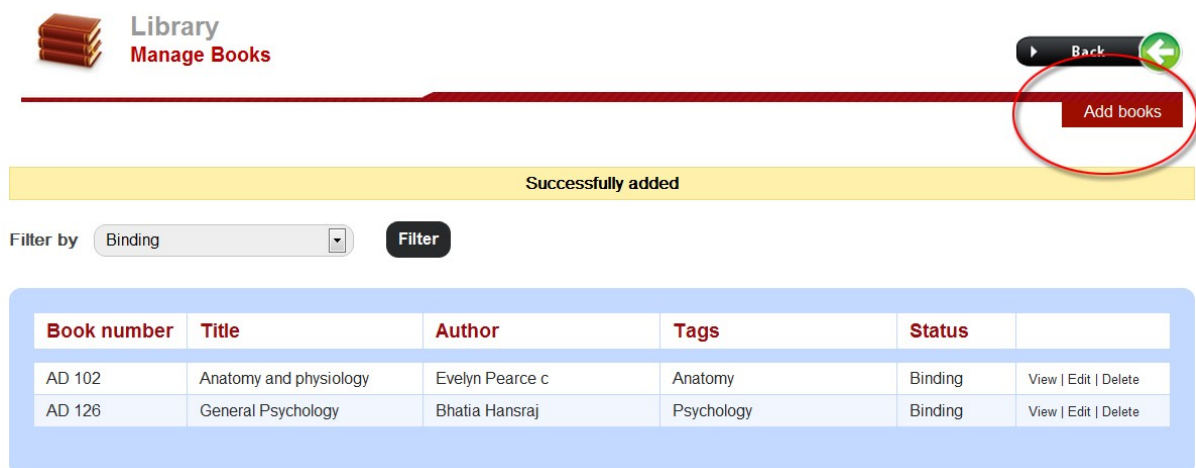 Library
Manage Books
Back
Add books
Successfully added
Filter by Binding Filter
Book number Title Author Tags Status
AD 102 Anatomy and physiology Evelyn Pearce c Anatomy Binding View | Edit | Delete
AD 126 General Psychology Bhatia Hansraj Psychology Binding View | Edit | Delete